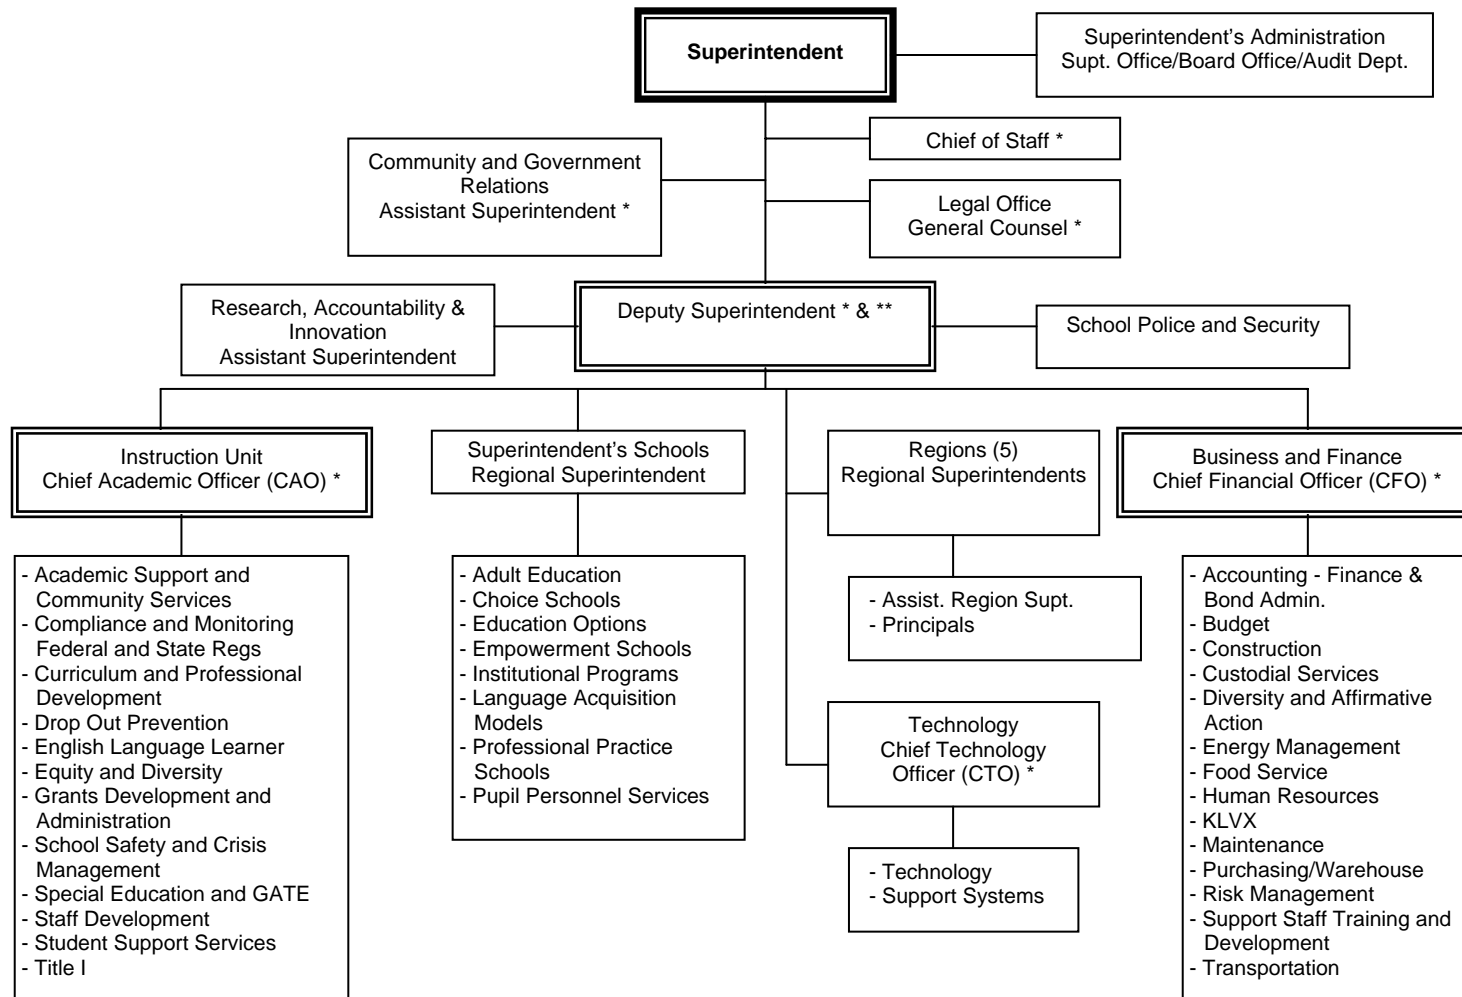 Superintendent
Superintendent's Administration
Supt. Office/Board Office/Audit Dept.
Chief of Staff *
Community and Government
Relations
Assistant Superintendent *
Legal Office
General Counsel *
Research, Accountability &
Innovation
Assistant Superintendent
Deputy Superintendent * & **
School Police and Security
Instruction Unit
Chief Academic Officer (CAO) *
Superintendent's Schools
Regional Superintendent
Regions (5)
Regional Superintendents
Business and Finance
Chief Financial Officer (CFO) *
- Academic Support and
Community Services
- Compliance and Monitoring
Federal and State Regs
- Curriculum and Professional
Development
- Drop Out Prevention
- English Language Learner
- Equity and Diversity
- Grants Development and
Administration
- School Safety and Crisis
Management
- Special Education and GATE
- Staff Development
- Student Support Services
- Title I
- Adult Education
- Choice Schools
- Education Options
- Empowerment Schools
- Institutional Programs
- Language Acquisition
Models
- Professional Practice
Schools
- Pupil Personnel Services
- Assist. Region Supt.
- Principals
Technology
Chief Technology
Officer (CTO) *
- Technology
- Support Systems
- Accounting - Finance &
Bond Admin.
- Budget
- Construction
- Custodial Services
- Diversity and Affirmative
Action
- Energy Management
- Food Service
- Human Resources
- KLVX
- Maintenance
- Purchasing/Warehouse
- Risk Management
- Support Staff Training and
Development
- Transportation